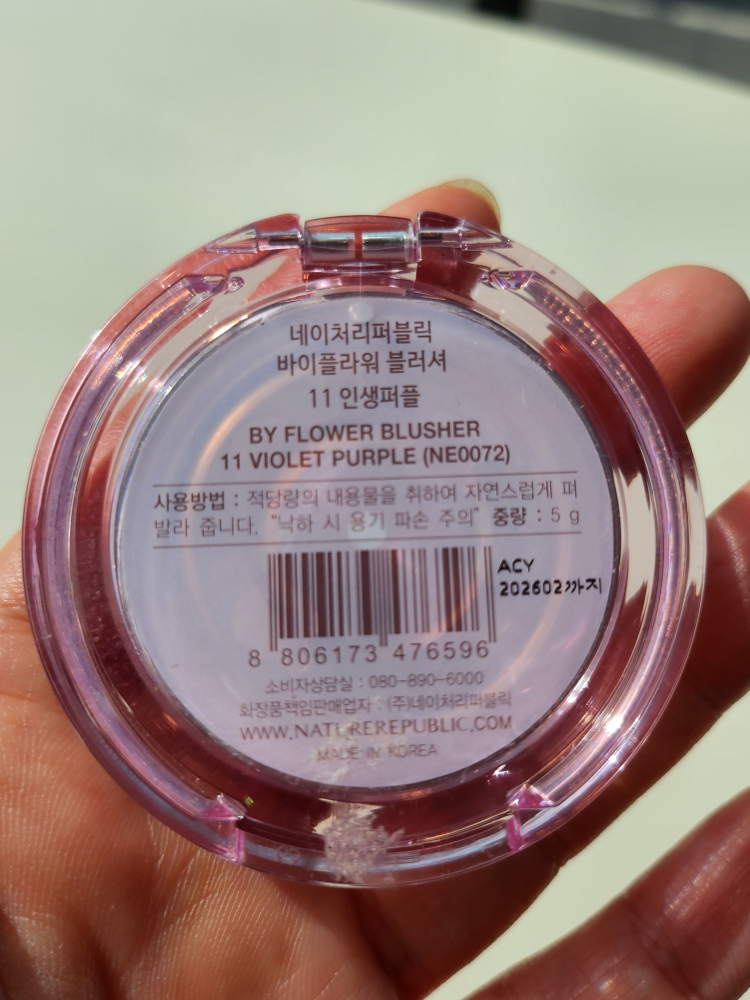 네이처리퍼블릭
바이플라워 블러셔
11 인생퍼플
BY FLOWER BLUSHER
11 VIOLET PURPLE (NE0072)
사용방법 : 적당량의 내용물을 취하여 자연스럽게 펴
발라 줍니다. "낙하 시 용기 파손 주의" 중량 : 5 g
ACY
202602까지
8 806173 476596
소비자상담실 : 080-890-6000
화장품책임판매업자 : (주)네이처리퍼블릭
WWW.NATUREREPUBLIC.COM
MADE IN KOREA